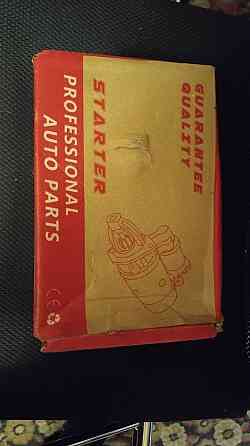 GUARANTEE
QUALITY
STARTER
PROFESSIONAL
AUTO PARTS
CE